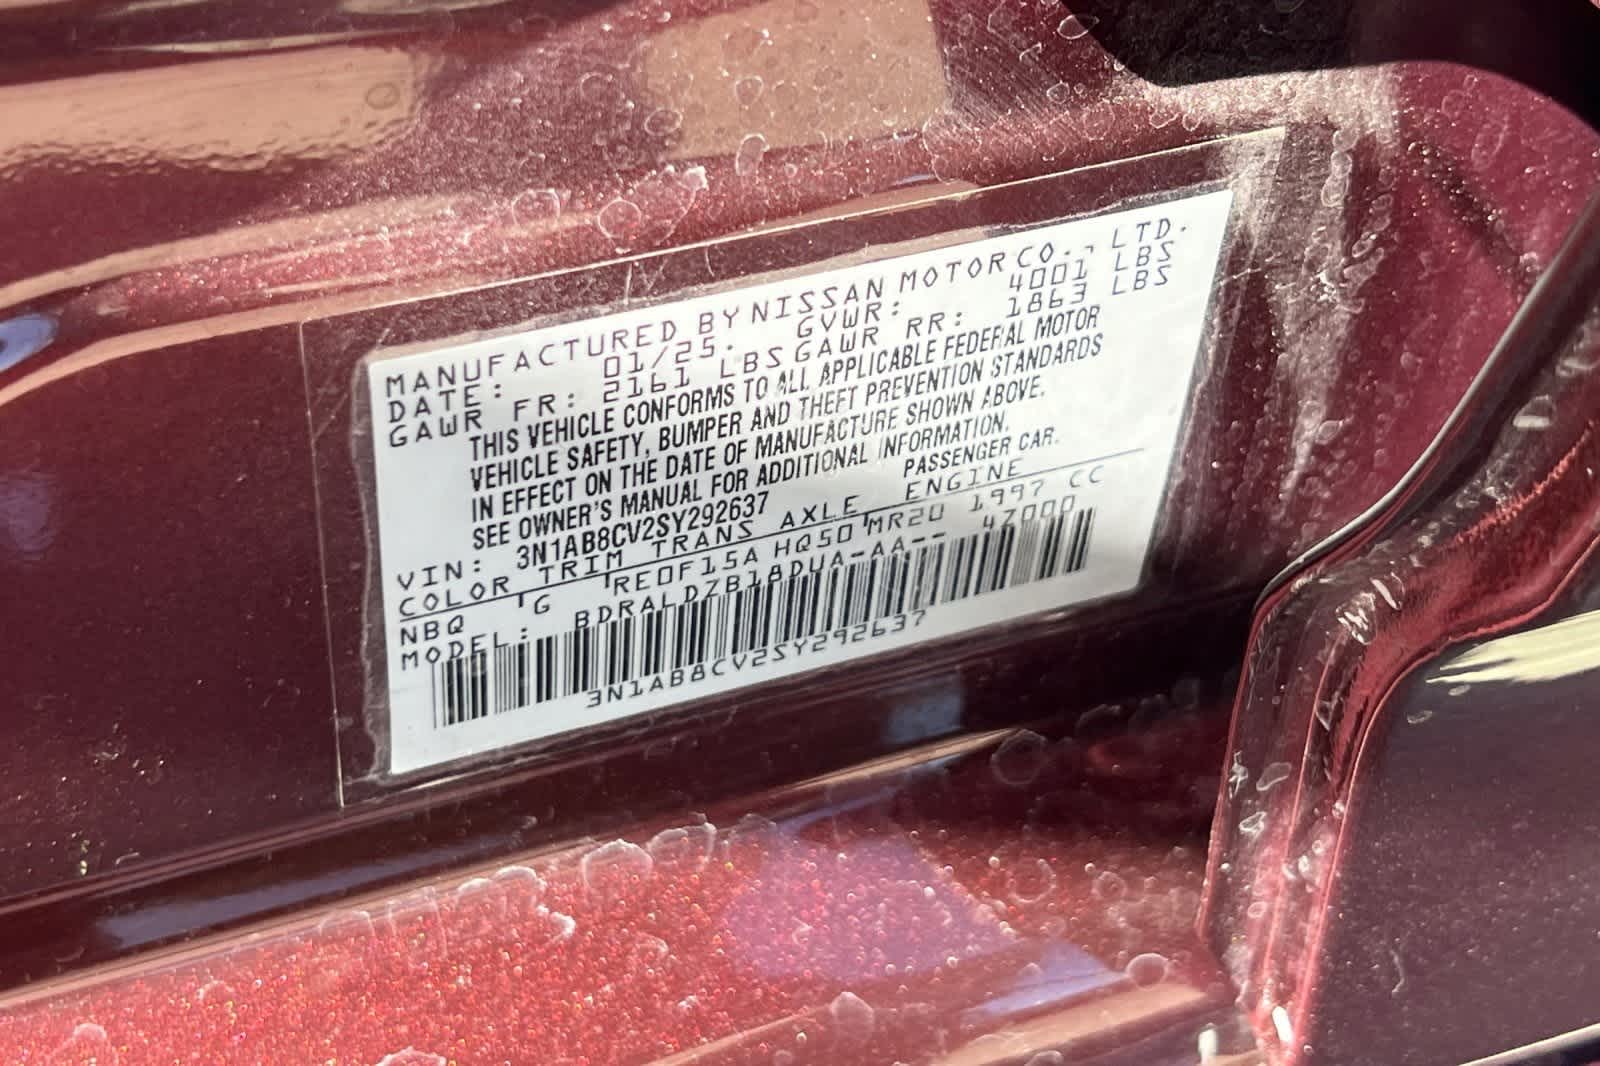 MANUFACTURED BY NISSAN MOTOR CO., LTD.
DATE: 01/25. GVWR: 4001 LBS
GAWR FR: 2161 LBS GAWR RR: 1863 LBS
THIS VEHICLE CONFORMS TO ALL APPLICABLE FEDERAL MOTOR
VEHICLE SAFETY, BUMPER AND THEFT PREVENTION STANDARDS
IN EFFECT ON THE DATE OF MANUFACTURE SHOWN ABOVE.
SEE OWNER'S MANUAL FOR ADDITIONAL INFORMATION.
VIN: 3N1AB8CV2SY292637 PASSENGER CAR.
COLOR TRIM TRANS AXLE ENGINE
NBQ G RE0F15A HQ50 MR20 1997 CC
MODEL: BDRALDZB18DUA-AA-- 47000
3N1AB8CV2SY292637